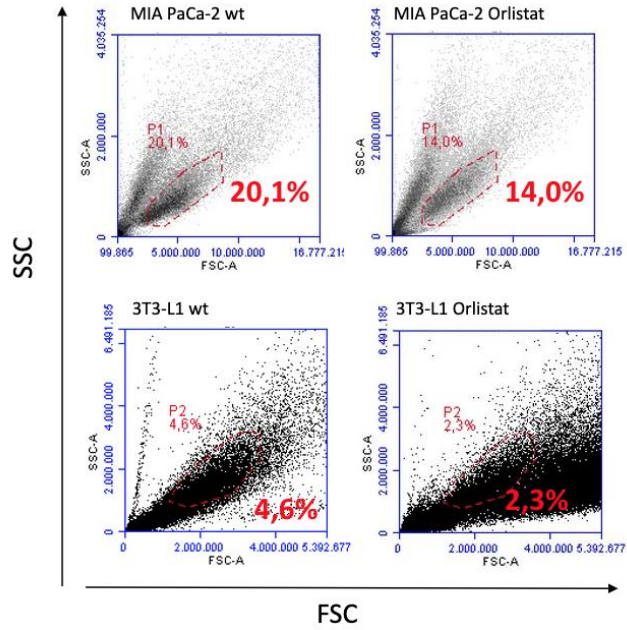 MIA PaCa-2 wt
4.035.254
2.000.000
0
SSC-A
P1
20,1%
20,1%
99.865
5.000.000
10.000.000
16.777.215
FSC-A
MIA PaCa-2 Orlistat
4.035.254
2.000.000
0
SSC-A
P1
14,0%
14,0%
99.865
5.000.000
10.000.000
16.777.215
FSC-A
SSC
3T3-L1 wt
6.491.185
4.000.000
2.000.000
0
SSC-A
P2
4,6%
4,6%
0
2.000.000
4.000.000
5.392.677
FSC-A
3T3-L1 Orlistat
6.491.185
4.000.000
2.000.000
0
SSC-A
P2
2,3%
2,3%
0
2.000.000
4.000.000
5.392.677
FSC-A
FSC